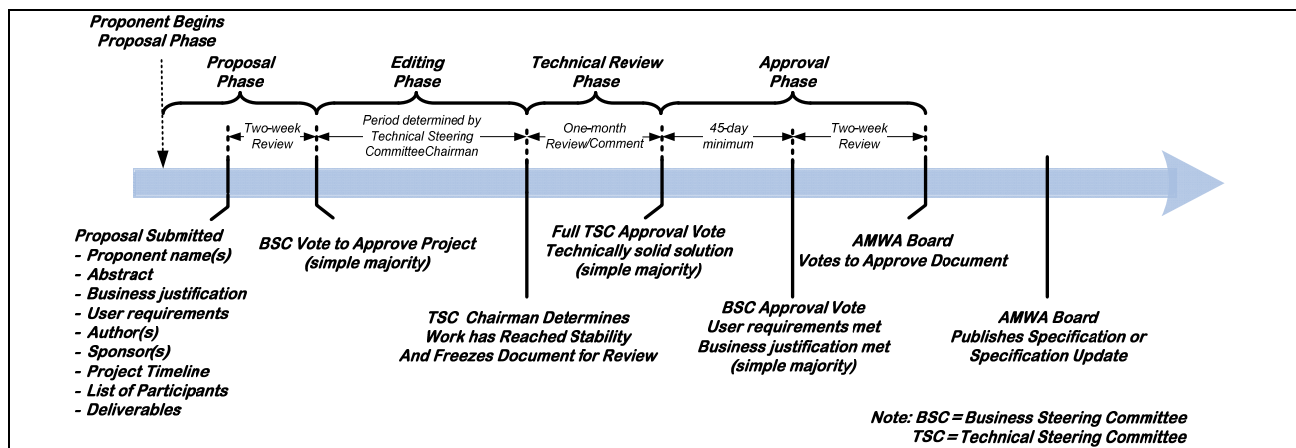 Proponent Begins
Proposal Phase
Proposal
Phase
Editing
Phase
Technical Review
Phase
Approval
Phase
Two-week
Review
Period determined by
Technical Steering
CommitteeChairman
One-month
Review/Comment
45-day
minimum
Two-week
Review
Proposal Submitted
- Proponent name(s)
- Abstract
- Business justification
- User requirements
- Author(s)
- Sponsor(s)
- Project Timeline
- List of Participants
- Deliverables
BSC Vote to Approve Project
(simple majority)
TSC Chairman Determines
Work has Reached Stability
And Freezes Document for Review
Full TSC Approval Vote
Technically solid solution
(simple majority)
BSC Approval Vote
User requirements met
Business justification met
(simple majority)
AMWA Board
Votes to Approve Document
AMWA Board
Publishes Specification or
Specification Update
Note: BSC = Business Steering Committee
TSC = Technical Steering Committee